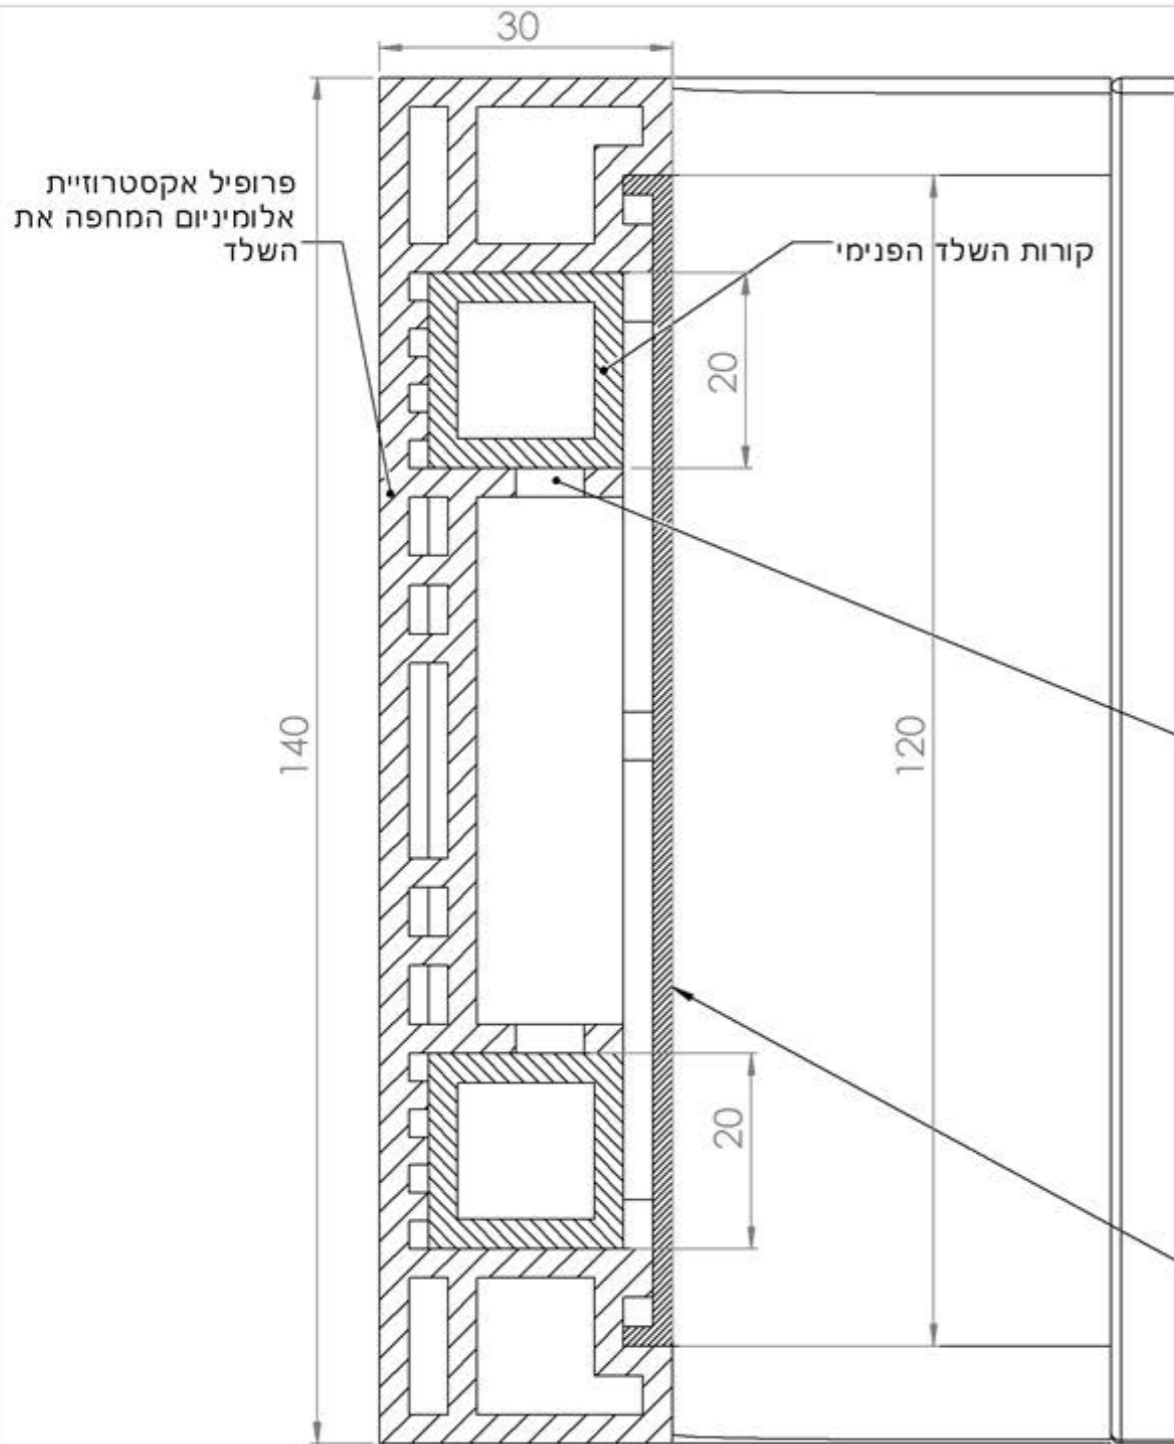 30
פרופיל אקסטרוזיית
אלומיניום המחפה את
השלד
קורות השלד הפנימי
20
140
120
20